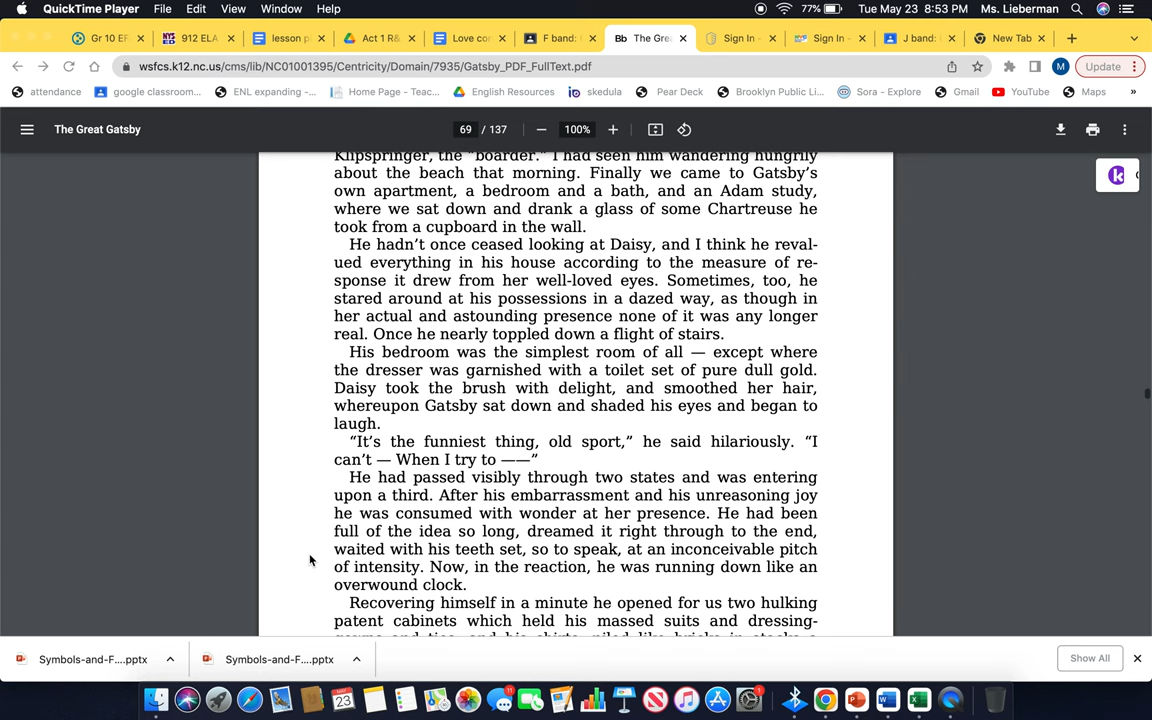 QuickTime Player File Edit View Window Help 77% Tue May 23 8:53 PM Ms. Lieberman
Gr 10 EF 912 ELA lesson p Act 1 R& Love co F band: Bb The Gre Sign In - Sign In - J band: New Tab
wsfcs.k12.nc.us/cms/lib/NC01001395/Centricity/Domain/7935/Gatsby_PDF_FullText.pdf M Update
attendance google classroom... ENL expanding -... Home Page - Teac... English Resources skedula Pear Deck Brooklyn Public Li... Sora - Explore Gmail YouTube Maps »
The Great Gatsby 69 / 137 — 100% +
Klipspringer, the “boarder.” I had seen him wandering hungrily
about the beach that morning. Finally we came to Gatsby’s
own apartment, a bedroom and a bath, and an Adam study,
where we sat down and drank a glass of some Chartreuse he
took from a cupboard in the wall.
He hadn’t once ceased looking at Daisy, and I think he reval-
ued everything in his house according to the measure of re-
sponse it drew from her well-loved eyes. Sometimes, too, he
stared around at his possessions in a dazed way, as though in
her actual and astounding presence none of it was any longer
real. Once he nearly toppled down a flight of stairs.
His bedroom was the simplest room of all — except where
the dresser was garnished with a toilet set of pure dull gold.
Daisy took the brush with delight, and smoothed her hair,
whereupon Gatsby sat down and shaded his eyes and began to
laugh.
“It’s the funniest thing, old sport,” he said hilariously. “I
can’t — When I try to ——”
He had passed visibly through two states and was entering
upon a third. After his embarrassment and his unreasoning joy
he was consumed with wonder at her presence. He had been
full of the idea so long, dreamed it right through to the end,
waited with his teeth set, so to speak, at an inconceivable pitch
of intensity. Now, in the reaction, he was running down like an
overwound clock.
Recovering himself in a minute he opened for us two hulking
patent cabinets which held his massed suits and dressing-
gowns and ties, and his shirts, piled like bricks in stacks a
Symbols-and-F....pptx Symbols-and-F....pptx Show All